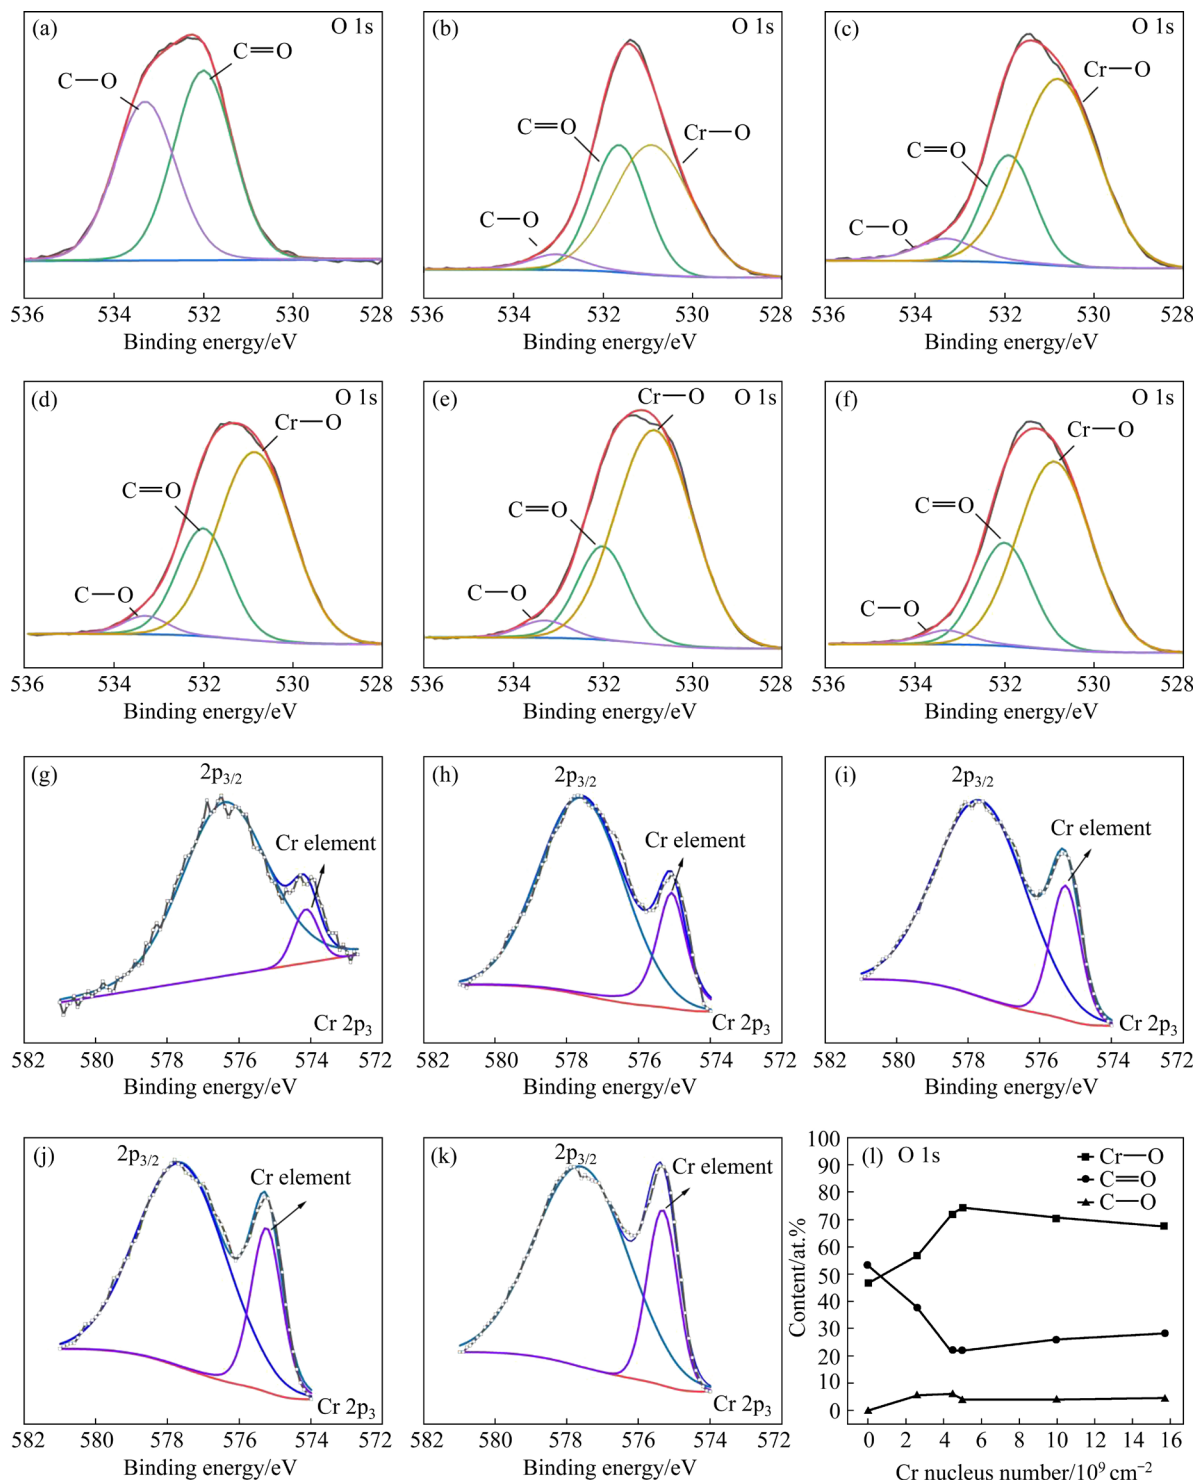 (a) O 1s
C=O
C—O
536 534 532 530 528
Binding energy/eV
(b) O 1s
C=O
Cr—O
C—O
536 534 532 530 528
Binding energy/eV
(c) O 1s
Cr—O
C=O
C—O
536 534 532 530 528
Binding energy/eV
(d) O 1s
Cr—O
C=O
C—O
536 534 532 530 528
Binding energy/eV
(e) O 1s
Cr—O
C=O
C—O
536 534 532 530 528
Binding energy/eV
(f) O 1s
Cr—O
C=O
C—O
536 534 532 530 528
Binding energy/eV
(g)
2p3/2
Cr element
Cr 2p3
582 580 578 576 574 572
Binding energy/eV
(h)
2p3/2
Cr element
Cr 2p3
582 580 578 576 574 572
Binding energy/eV
(i)
2p3/2
Cr element
Cr 2p3
582 580 578 576 574 572
Binding energy/eV
(j)
2p3/2
Cr element
Cr 2p3
582 580 578 576 574 572
Binding energy/eV
(k)
2p3/2
Cr element
Cr 2p3
582 580 578 576 574 572
Binding energy/eV
(l) O 1s
Cr—O
C=O
C—O
Content/at.%
100
90
80
70
60
50
40
30
20
10
0
0 2 4 6 8 10 12 14 16
Cr nucleus number/10⁹ cm⁻²